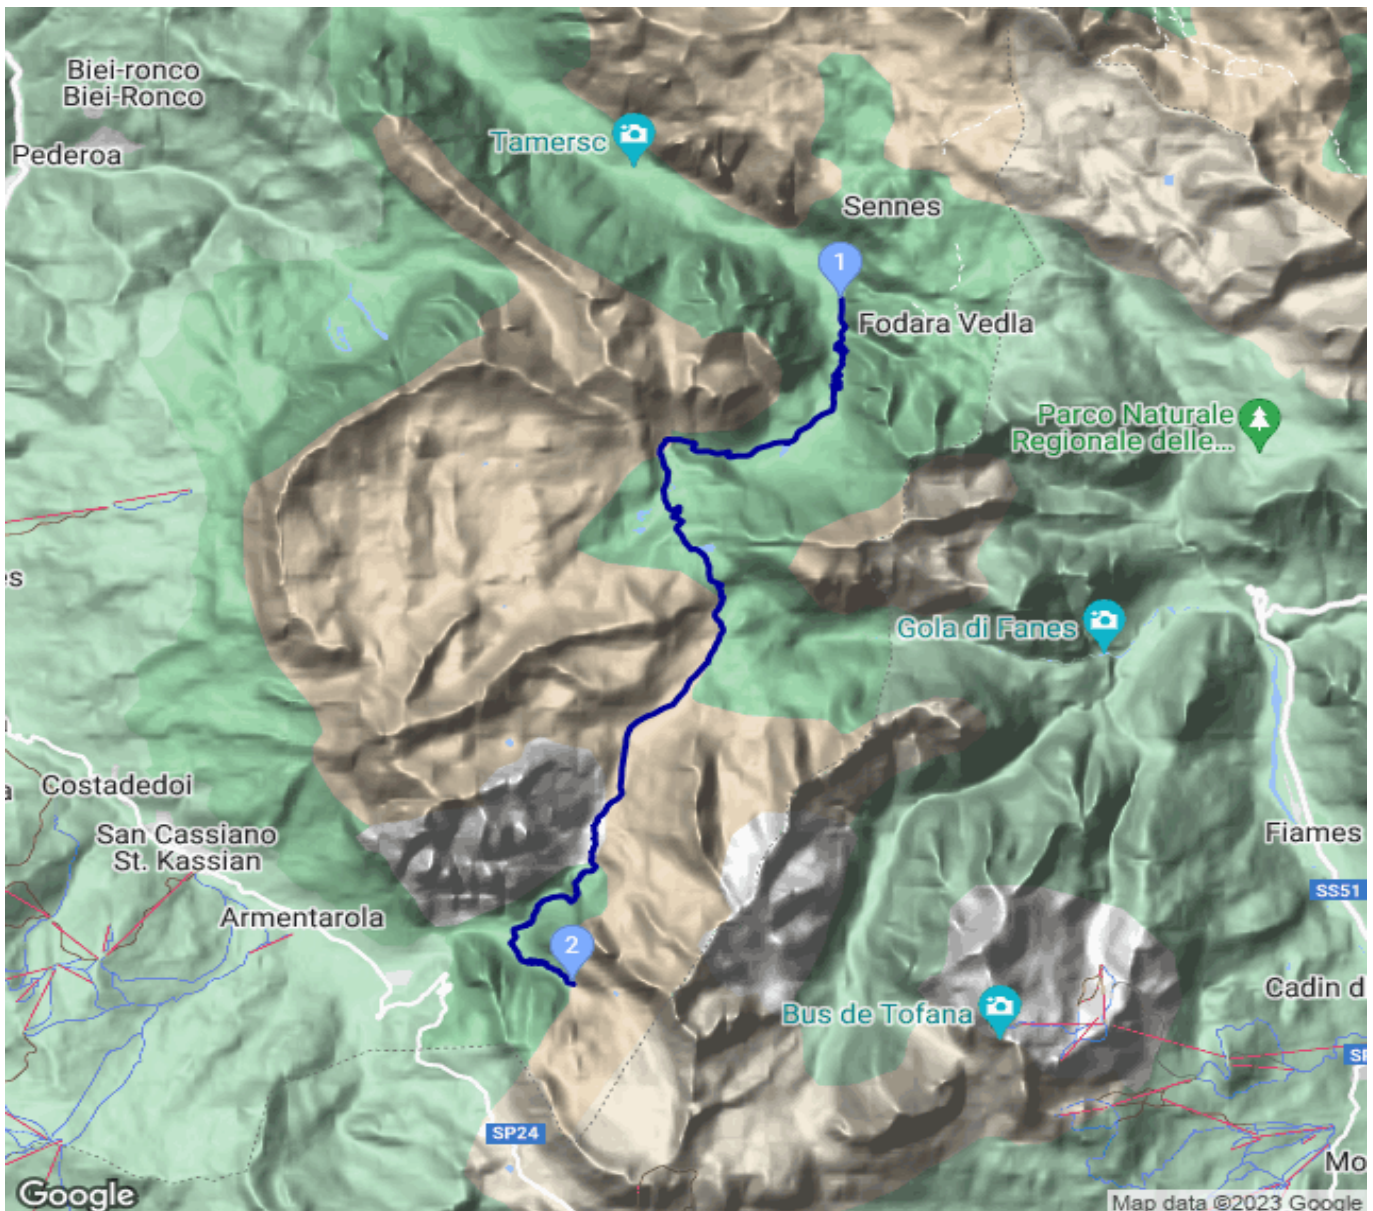 Biei-ronco
Biei-Ronco
Pederoa
Tamersc
Sennes
1
Fodara Vedla
Parco Naturale
Regionale delle...
Gola di Fanes
Costadedoi
San Cassiano
St. Kassian
Fiames
SS51
Armentarola
2
Cadin d
Bus de Tofana
SP24
Mo
Google
Map data ©2023 Google